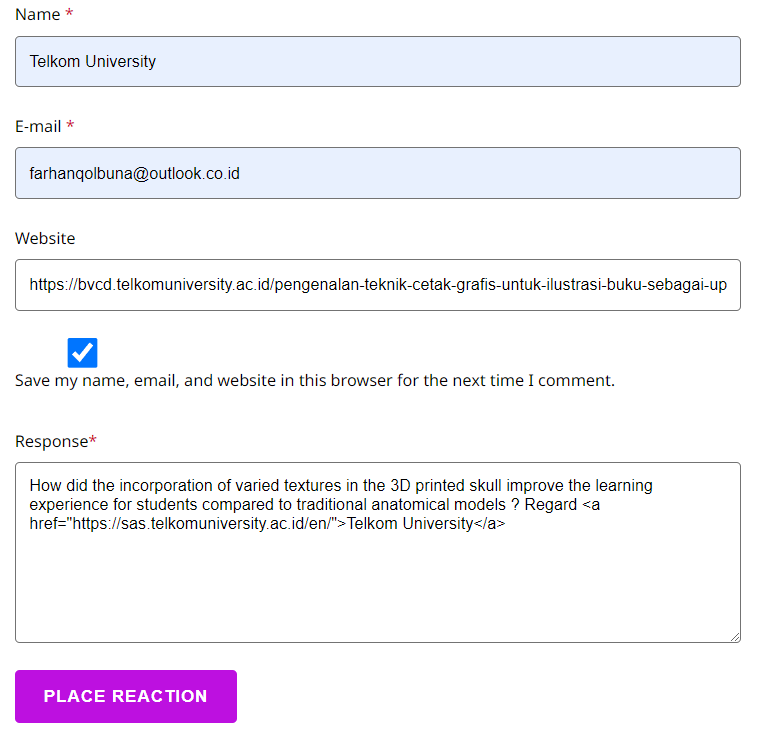 Name *
Telkom University
E-mail *
farhanqolbuna@outlook.co.id
Website
https://bvcd.telkomuniversity.ac.id/pengenalan-teknik-cetak-grafis-untuk-ilustrasi-buku-sebagai-up
Save my name, email, and website in this browser for the next time I comment.
Response*
How did the incorporation of varied textures in the 3D printed skull improve the learning
experience for students compared to traditional anatomical models ? Regard <a
href="https://sas.telkomuniversity.ac.id/en/">Telkom University</a>
PLACE REACTION